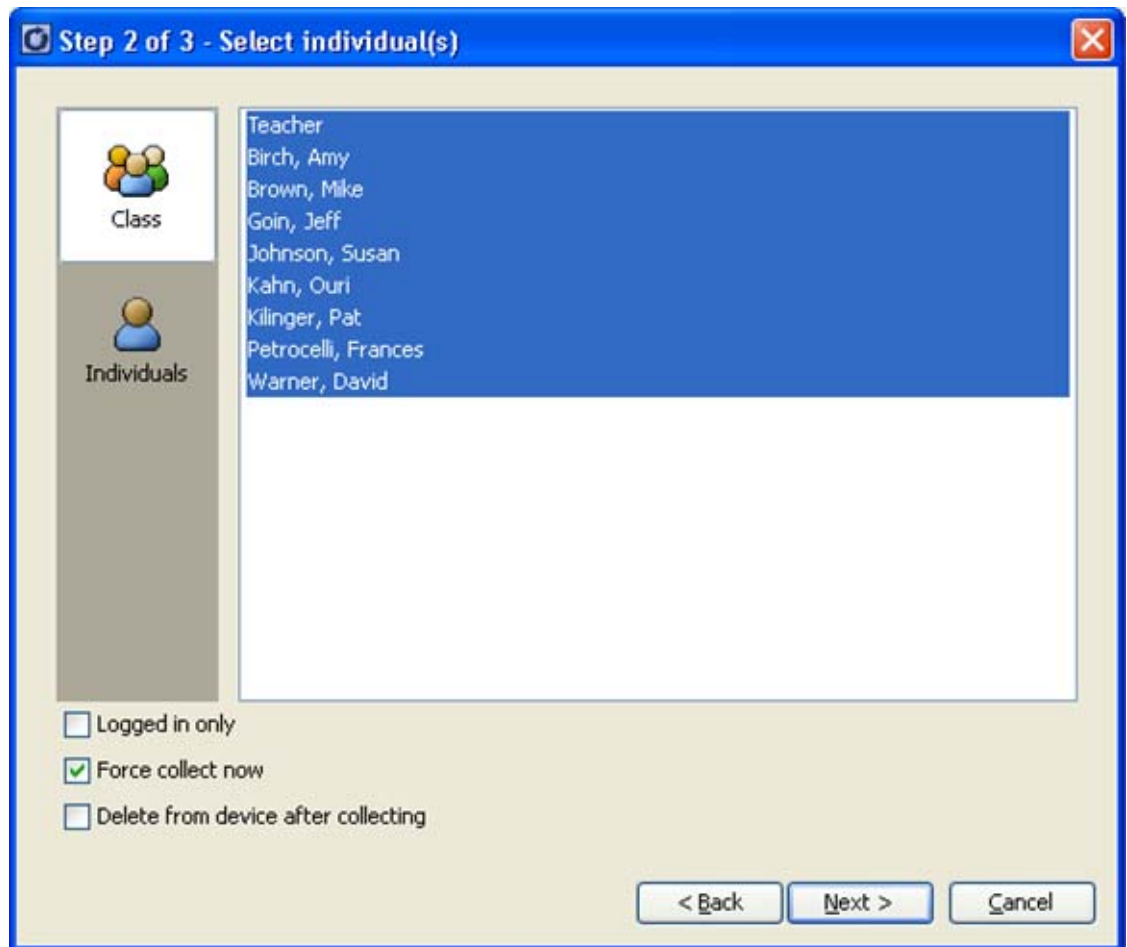 Step 2 of 3 - Select individual(s)
Class
Individuals
Teacher
Birch, Amy
Brown, Mike
Goin, Jeff
Johnson, Susan
Kahn, Ouri
Kilinger, Pat
Petrocelli, Frances
Warner, David
Logged in only
Force collect now
Delete from device after collecting
< Back
Next >
Cancel